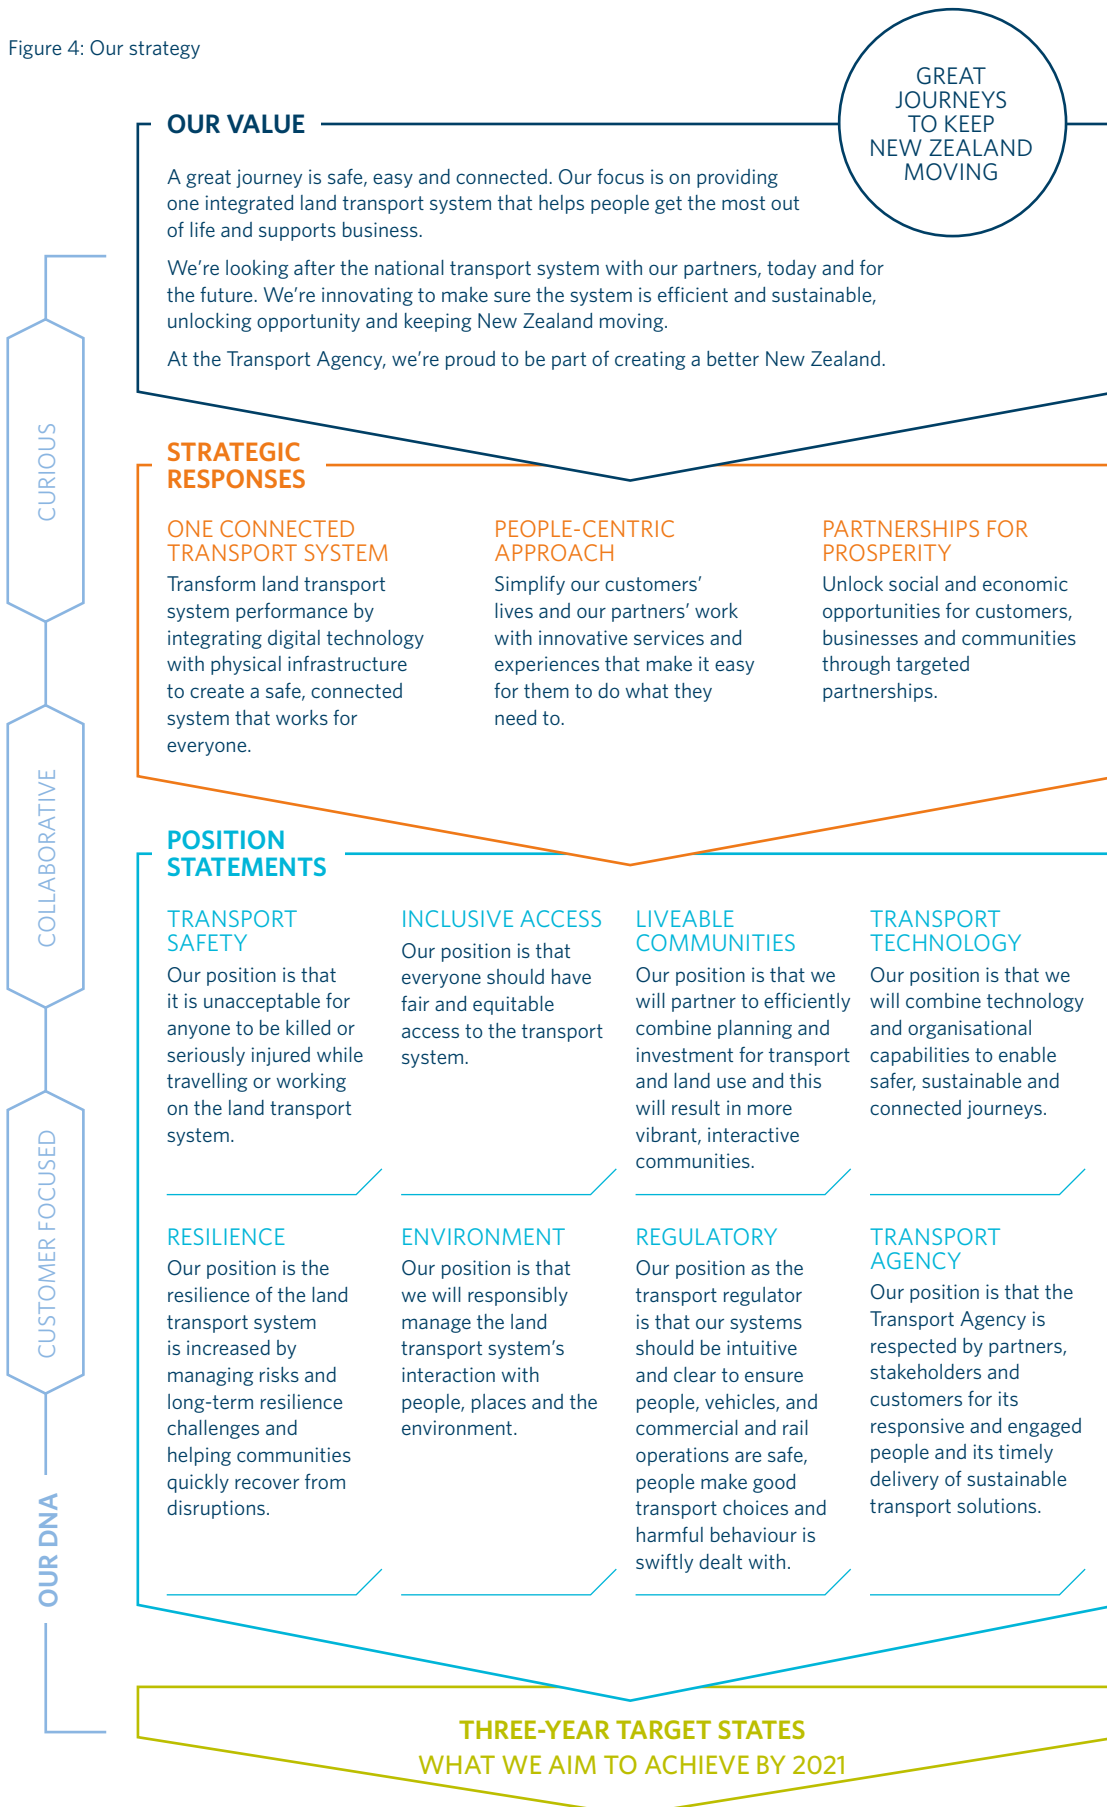 Figure 4: Our strategy
GREAT
JOURNEYS
TO KEEP
NEW ZEALAND
MOVING
OUR VALUE
A great journey is safe, easy and connected. Our focus is on providing
one integrated land transport system that helps people get the most out
of life and supports business.
We're looking after the national transport system with our partners, today and for
the future. We're innovating to make sure the system is efficient and sustainable,
unlocking opportunity and keeping New Zealand moving.
At the Transport Agency, we're proud to be part of creating a better New Zealand.
STRATEGIC
RESPONSES
ONE CONNECTED
TRANSPORT SYSTEM
Transform land transport
system performance by
integrating digital technology
with physical infrastructure
to create a safe, connected
system that works for
everyone.
PEOPLE-CENTRIC
APPROACH
Simplify our customers'
lives and our partners' work
with innovative services and
experiences that make it easy
for them to do what they
need to.
PARTNERSHIPS FOR
PROSPERITY
Unlock social and economic
opportunities for customers,
businesses and communities
through targeted
partnerships.
POSITION
STATEMENTS
TRANSPORT
SAFETY
Our position is that
it is unacceptable for
anyone to be killed or
seriously injured while
travelling or working
on the land transport
system.
INCLUSIVE ACCESS
Our position is that
everyone should have
fair and equitable
access to the transport
system.
LIVEABLE
COMMUNITIES
Our position is that we
will partner to efficiently
combine planning and
investment for transport
and land use and this
will result in more
vibrant, interactive
communities.
TRANSPORT
TECHNOLOGY
Our position is that we
will combine technology
and organisational
capabilities to enable
safer, sustainable and
connected journeys.
RESILIENCE
Our position is the
resilience of the land
transport system
is increased by
managing risks and
long-term resilience
challenges and
helping communities
quickly recover from
disruptions.
ENVIRONMENT
Our position is that
we will responsibly
manage the land
transport system's
interaction with
people, places and the
environment.
REGULATORY
Our position as the
transport regulator
is that our systems
should be intuitive
and clear to ensure
people, vehicles, and
commercial and rail
operations are safe,
people make good
transport choices and
harmful behaviour is
swiftly dealt with.
TRANSPORT
AGENCY
Our position is that the
Transport Agency is
respected by partners,
stakeholders and
customers for its
responsive and engaged
people and its timely
delivery of sustainable
transport solutions.
THREE-YEAR TARGET STATES
WHAT WE AIM TO ACHIEVE BY 2021
CURIOUS
COLLABORATIVE
CUSTOMER FOCUSED
OUR DNA